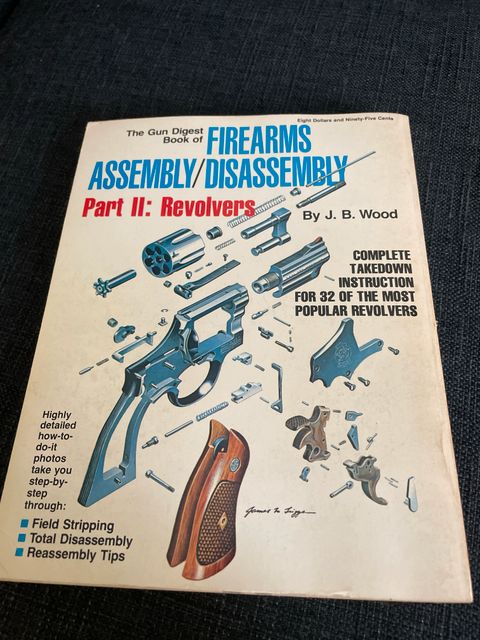 Eight Dollars and Ninety-Five Cents
The Gun Digest
Book of FIREARMS
ASSEMBLY/DISASSEMBLY
Part II: Revolvers
By J. B. Wood
COMPLETE
TAKEDOWN
INSTRUCTION
FOR 32 OF THE MOST
POPULAR REVOLVERS
Highly
detailed
how-to-
do-it
photos
take you
step-by-
step
through:
Field Stripping
Total Disassembly
Reassembly Tips